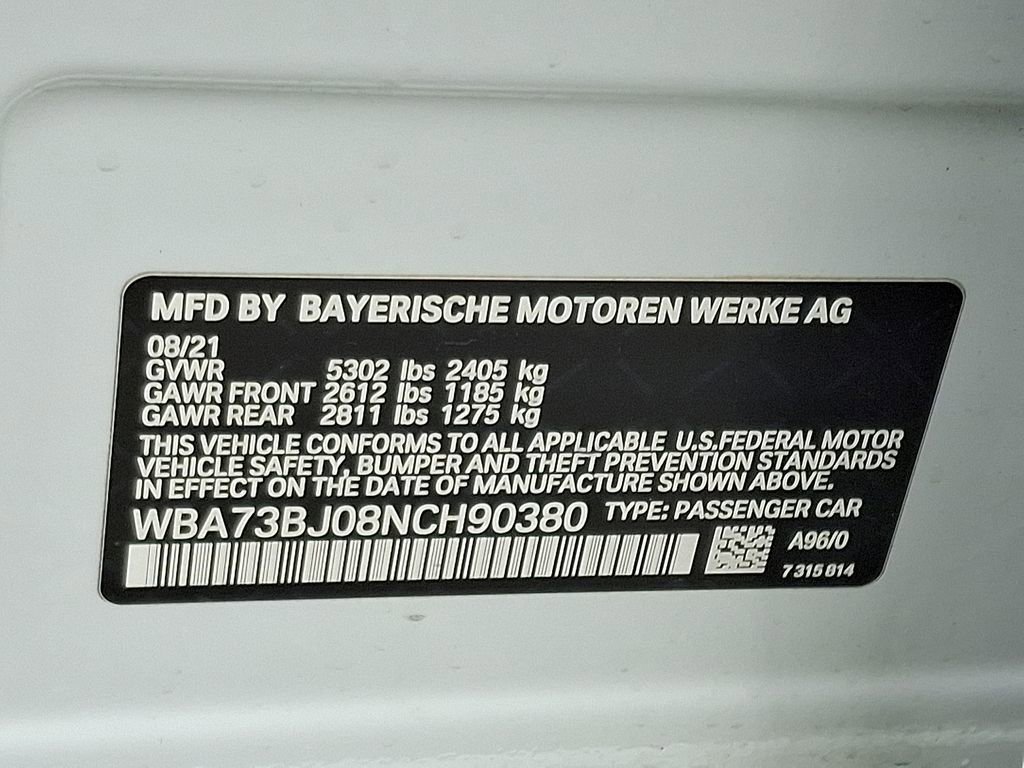 MFD BY BAYERISCHE MOTOREN WERKE AG
08/21
GVWR 5302 lbs 2405 kg
GAWR FRONT 2612 lbs 1185 kg
GAWR REAR 2811 lbs 1275 kg
THIS VEHICLE CONFORMS TO ALL APPLICABLE U.S.FEDERAL MOTOR
VEHICLE SAFETY, BUMPER AND THEFT PREVENTION STANDARDS
IN EFFECT ON THE DATE OF MANUFACTURE SHOWN ABOVE.
WBA73BJ08NCH90380 TYPE: PASSENGER CAR
A96/0
7 315 814